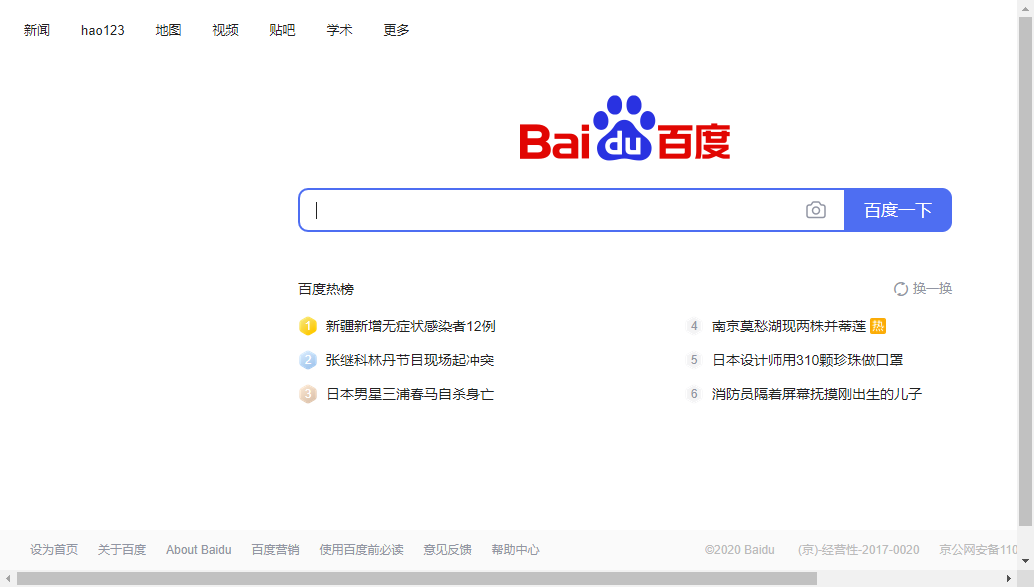 新闻 hao123 地图 视频 贴吧 学术 更多
Baidu百度
百度一下
百度热榜 换一换
1 新疆新增无症状感染者12例 4 南京莫愁湖现两株并蒂莲 热
2 张继科林丹节目现场起冲突 5 日本设计师用310颗珍珠做口罩
3 日本男星三浦春马自杀身亡 6 消防员隔着屏幕抚摸刚出生的儿子
设为首页 关于百度 About Baidu 百度营销 使用百度前必读 意见反馈 帮助中心 ©2020 Baidu (京)-经营性-2017-0020 京公网安备110